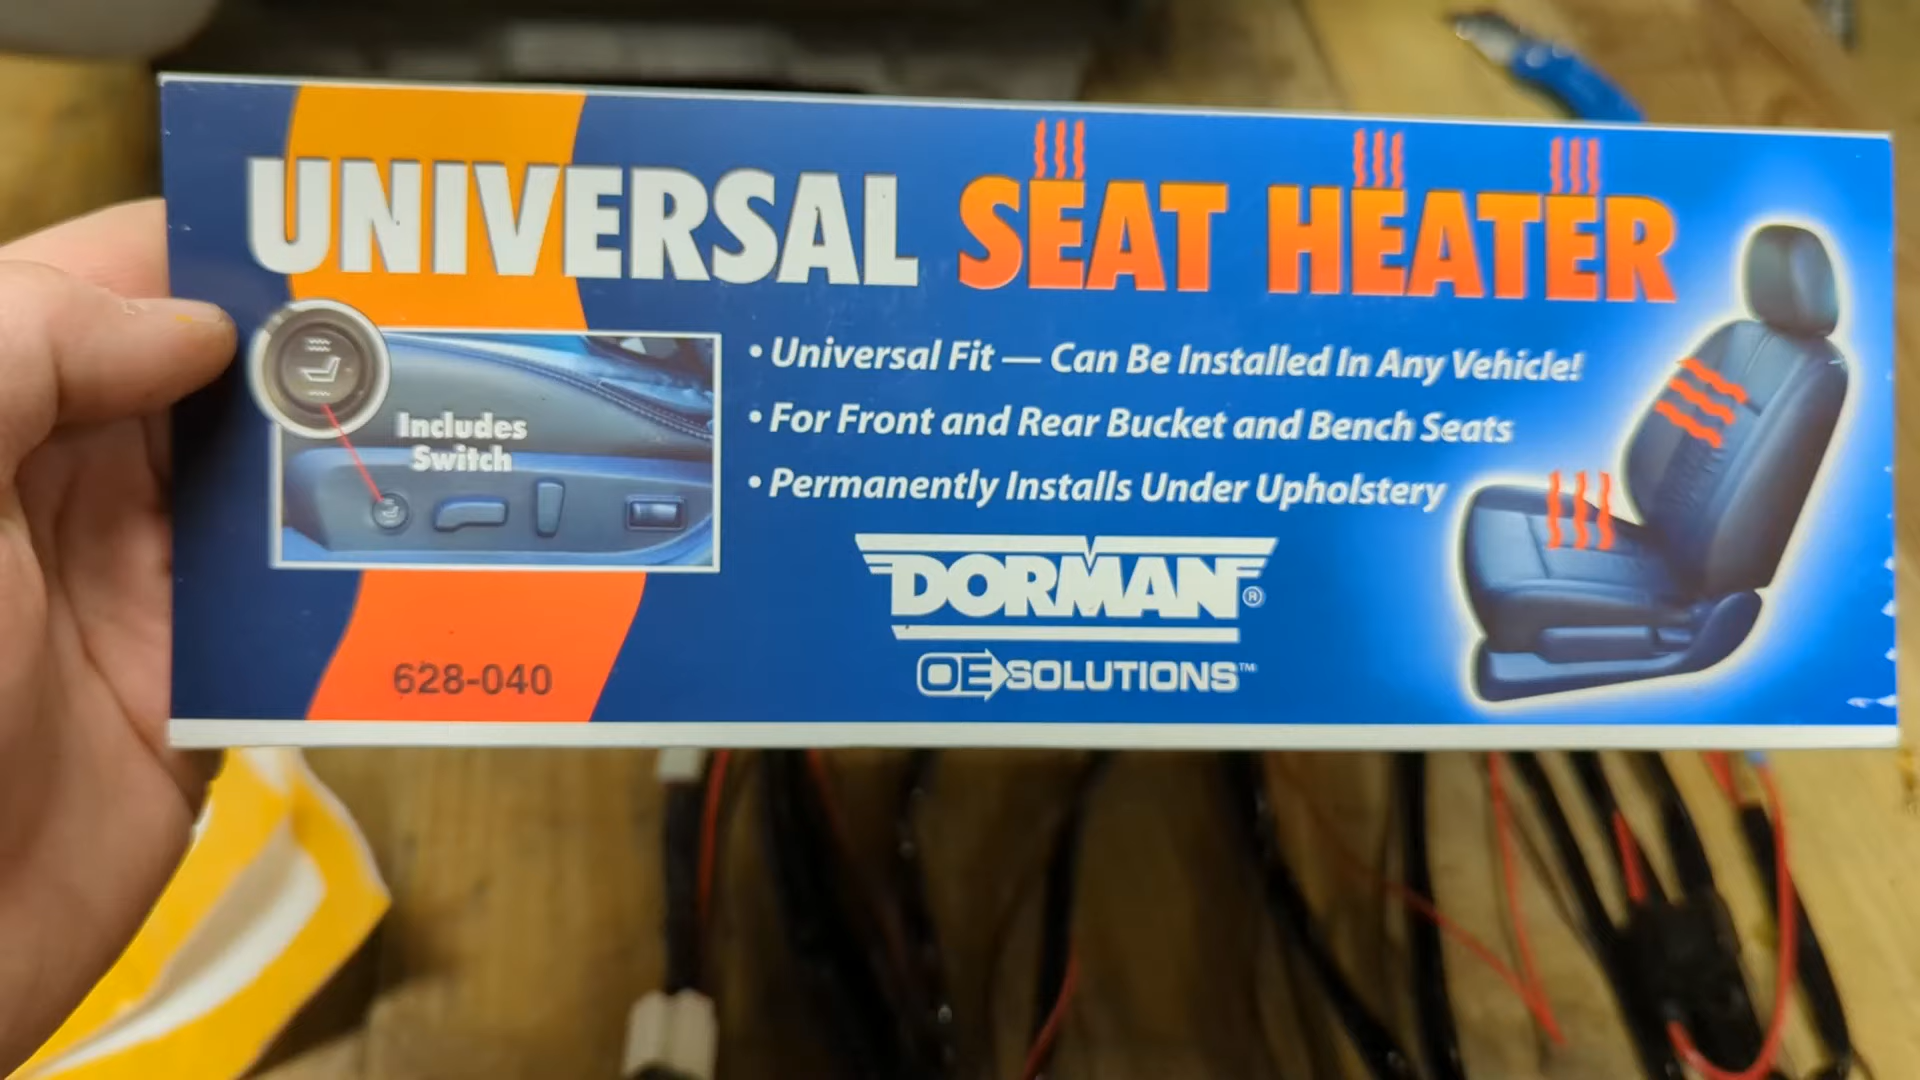 UNIVERSAL SEAT HEATER
Includes
Switch
• Universal Fit — Can Be Installed In Any Vehicle!
• For Front and Rear Bucket and Bench Seats
• Permanently Installs Under Upholstery
DORMAN®
OE SOLUTIONS™
628-040